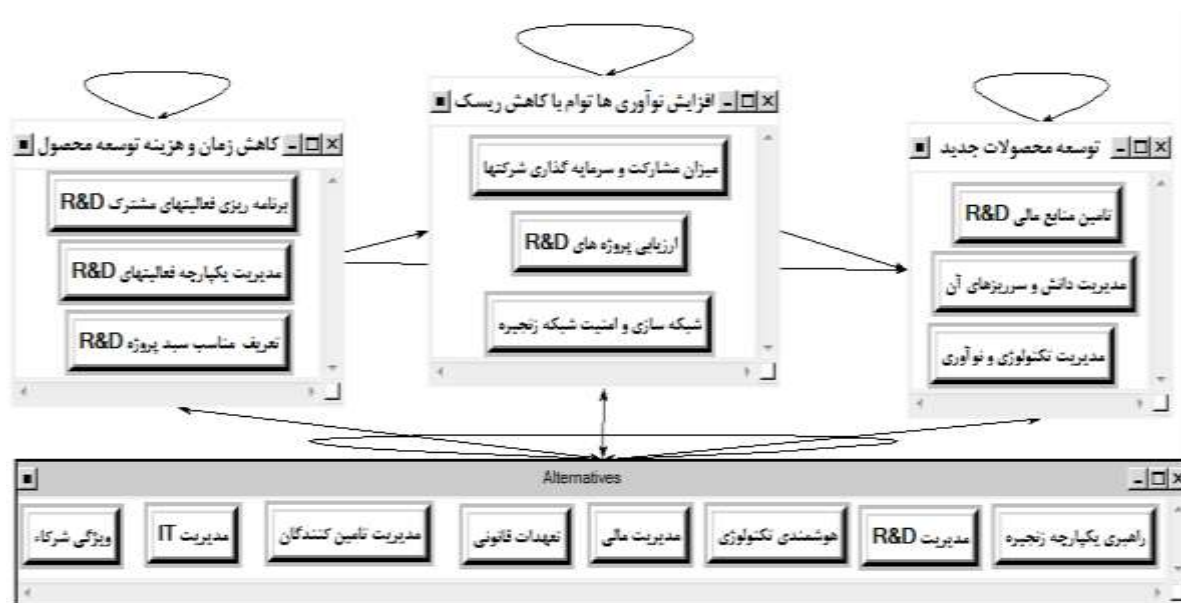 افزایش نوآوری ها توام با کاهش ریسک
میزان مشارکت و سرمایه گذاری شرکتها
ارزیابی پروژه های R&D
شبکه سازی و امنیت شبکه زنجیره
توسعه محصولات جدید
تامین منابع مالی R&D
مدیریت دانش و سرریزهای آن
مدیریت تکنولوژی و نوآوری
کاهش زمان و هزینه توسعه محصول
برنامه ریزی فعالیتهای مشترک R&D
مدیریت یکپارچه فعالیتهای R&D
تعریف مناسب سبد پروژه R&D
Alternatives
راهبری یکپارچه زنجیره
مدیریت R&D
هوشمندی تکنولوژی
مدیریت مالی
تعهدات قانونی
مدیریت تامین کنندگان
مدیریت IT
ویژگی شرکاء